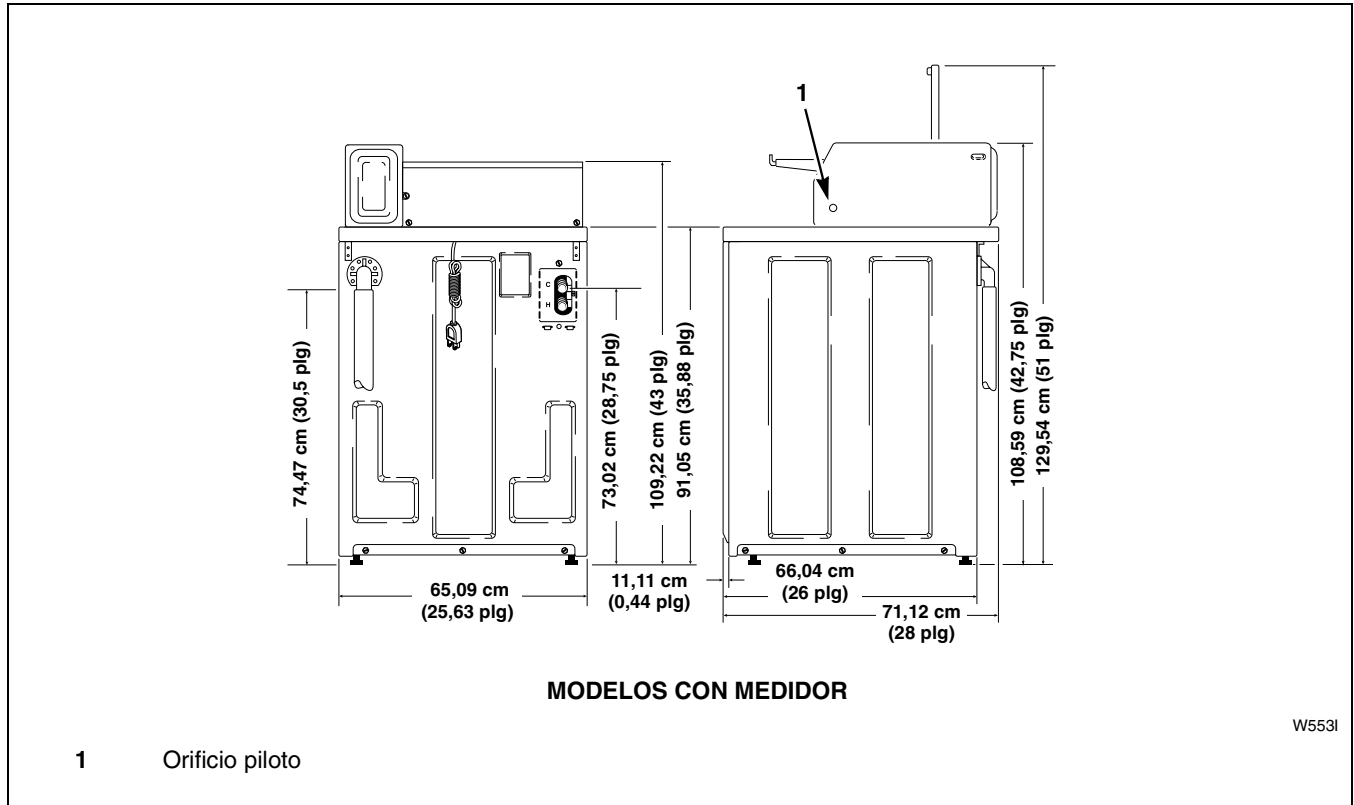 1
C
H
74,47 cm (30,5 plg)
73,02 cm (28,75 plg)
109,22 cm (43 plg)
91,05 cm (35,88 plg)
108,59 cm (42,75 plg)
129,54 cm (51 plg)
65,09 cm
(25,63 plg)
11,11 cm
(0,44 plg)
66,04 cm
(26 plg)
71,12 cm
(28 plg)
MODELOS CON MEDIDOR
W553I
1 Orificio piloto